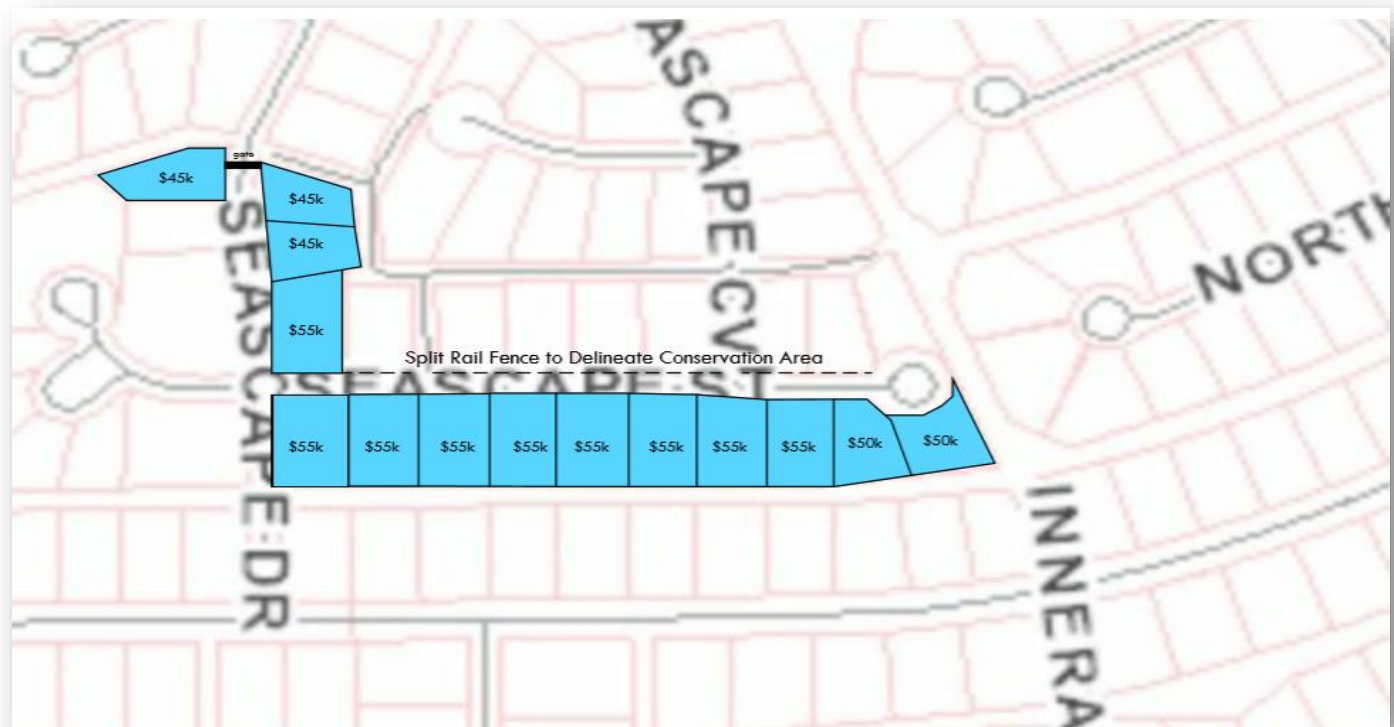 ASCAPE CV
gate
$45k
$45k
$45k
SEASCAPE DR
NORTH
$55k
Split Rail Fence to Delineate Conservation Area
SEASCAPE ST
$55k $55k $55k $55k $55k $55k $55k $55k $50k $50k
INNERA